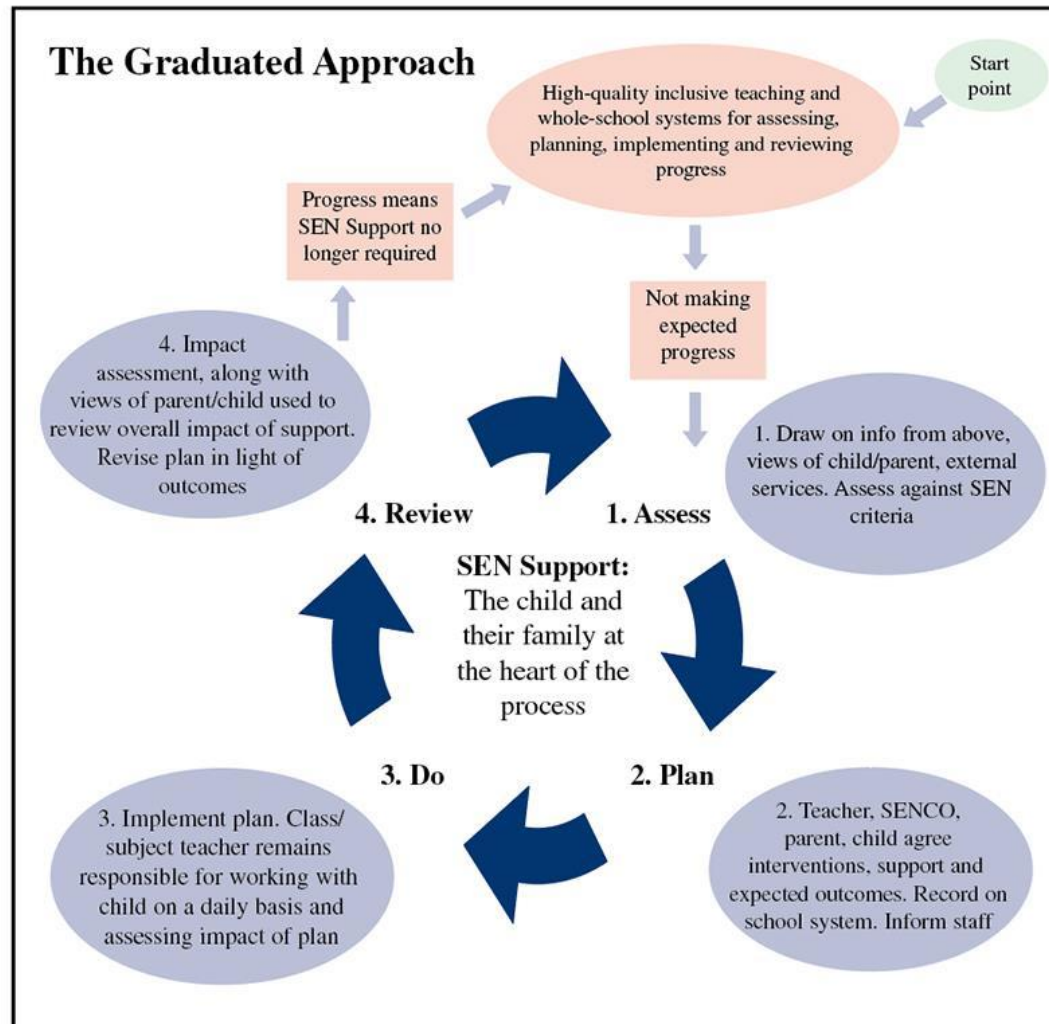 The Graduated Approach
Start
point
High-quality inclusive teaching and
whole-school systems for assessing,
planning, implementing and reviewing
progress
Progress means
SEN Support no
longer required
Not making
expected
progress
4. Impact
assessment, along with
views of parent/child used to
review overall impact of support.
Revise plan in light of
outcomes
1. Draw on info from above,
views of child/parent, external
services. Assess against SEN
criteria
4. Review
1. Assess
SEN Support:
The child and
their family at
the heart of the
process
3. Do
2. Plan
3. Implement plan. Class/
subject teacher remains
responsible for working with
child on a daily basis and
assessing impact of plan
2. Teacher, SENCO,
parent, child agree
interventions, support and
expected outcomes. Record on
school system. Inform staff